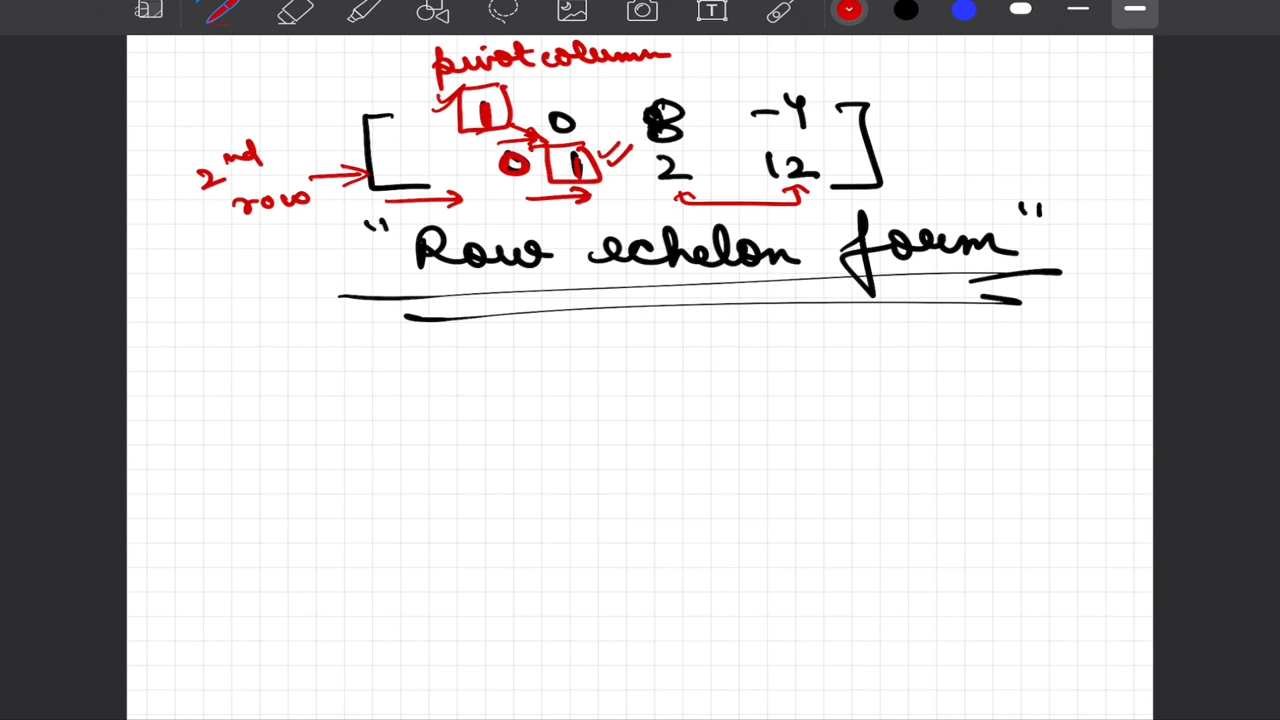 pivot column
1 0 8 -4
2nd row
0 1 2 12
"Row echelon form"